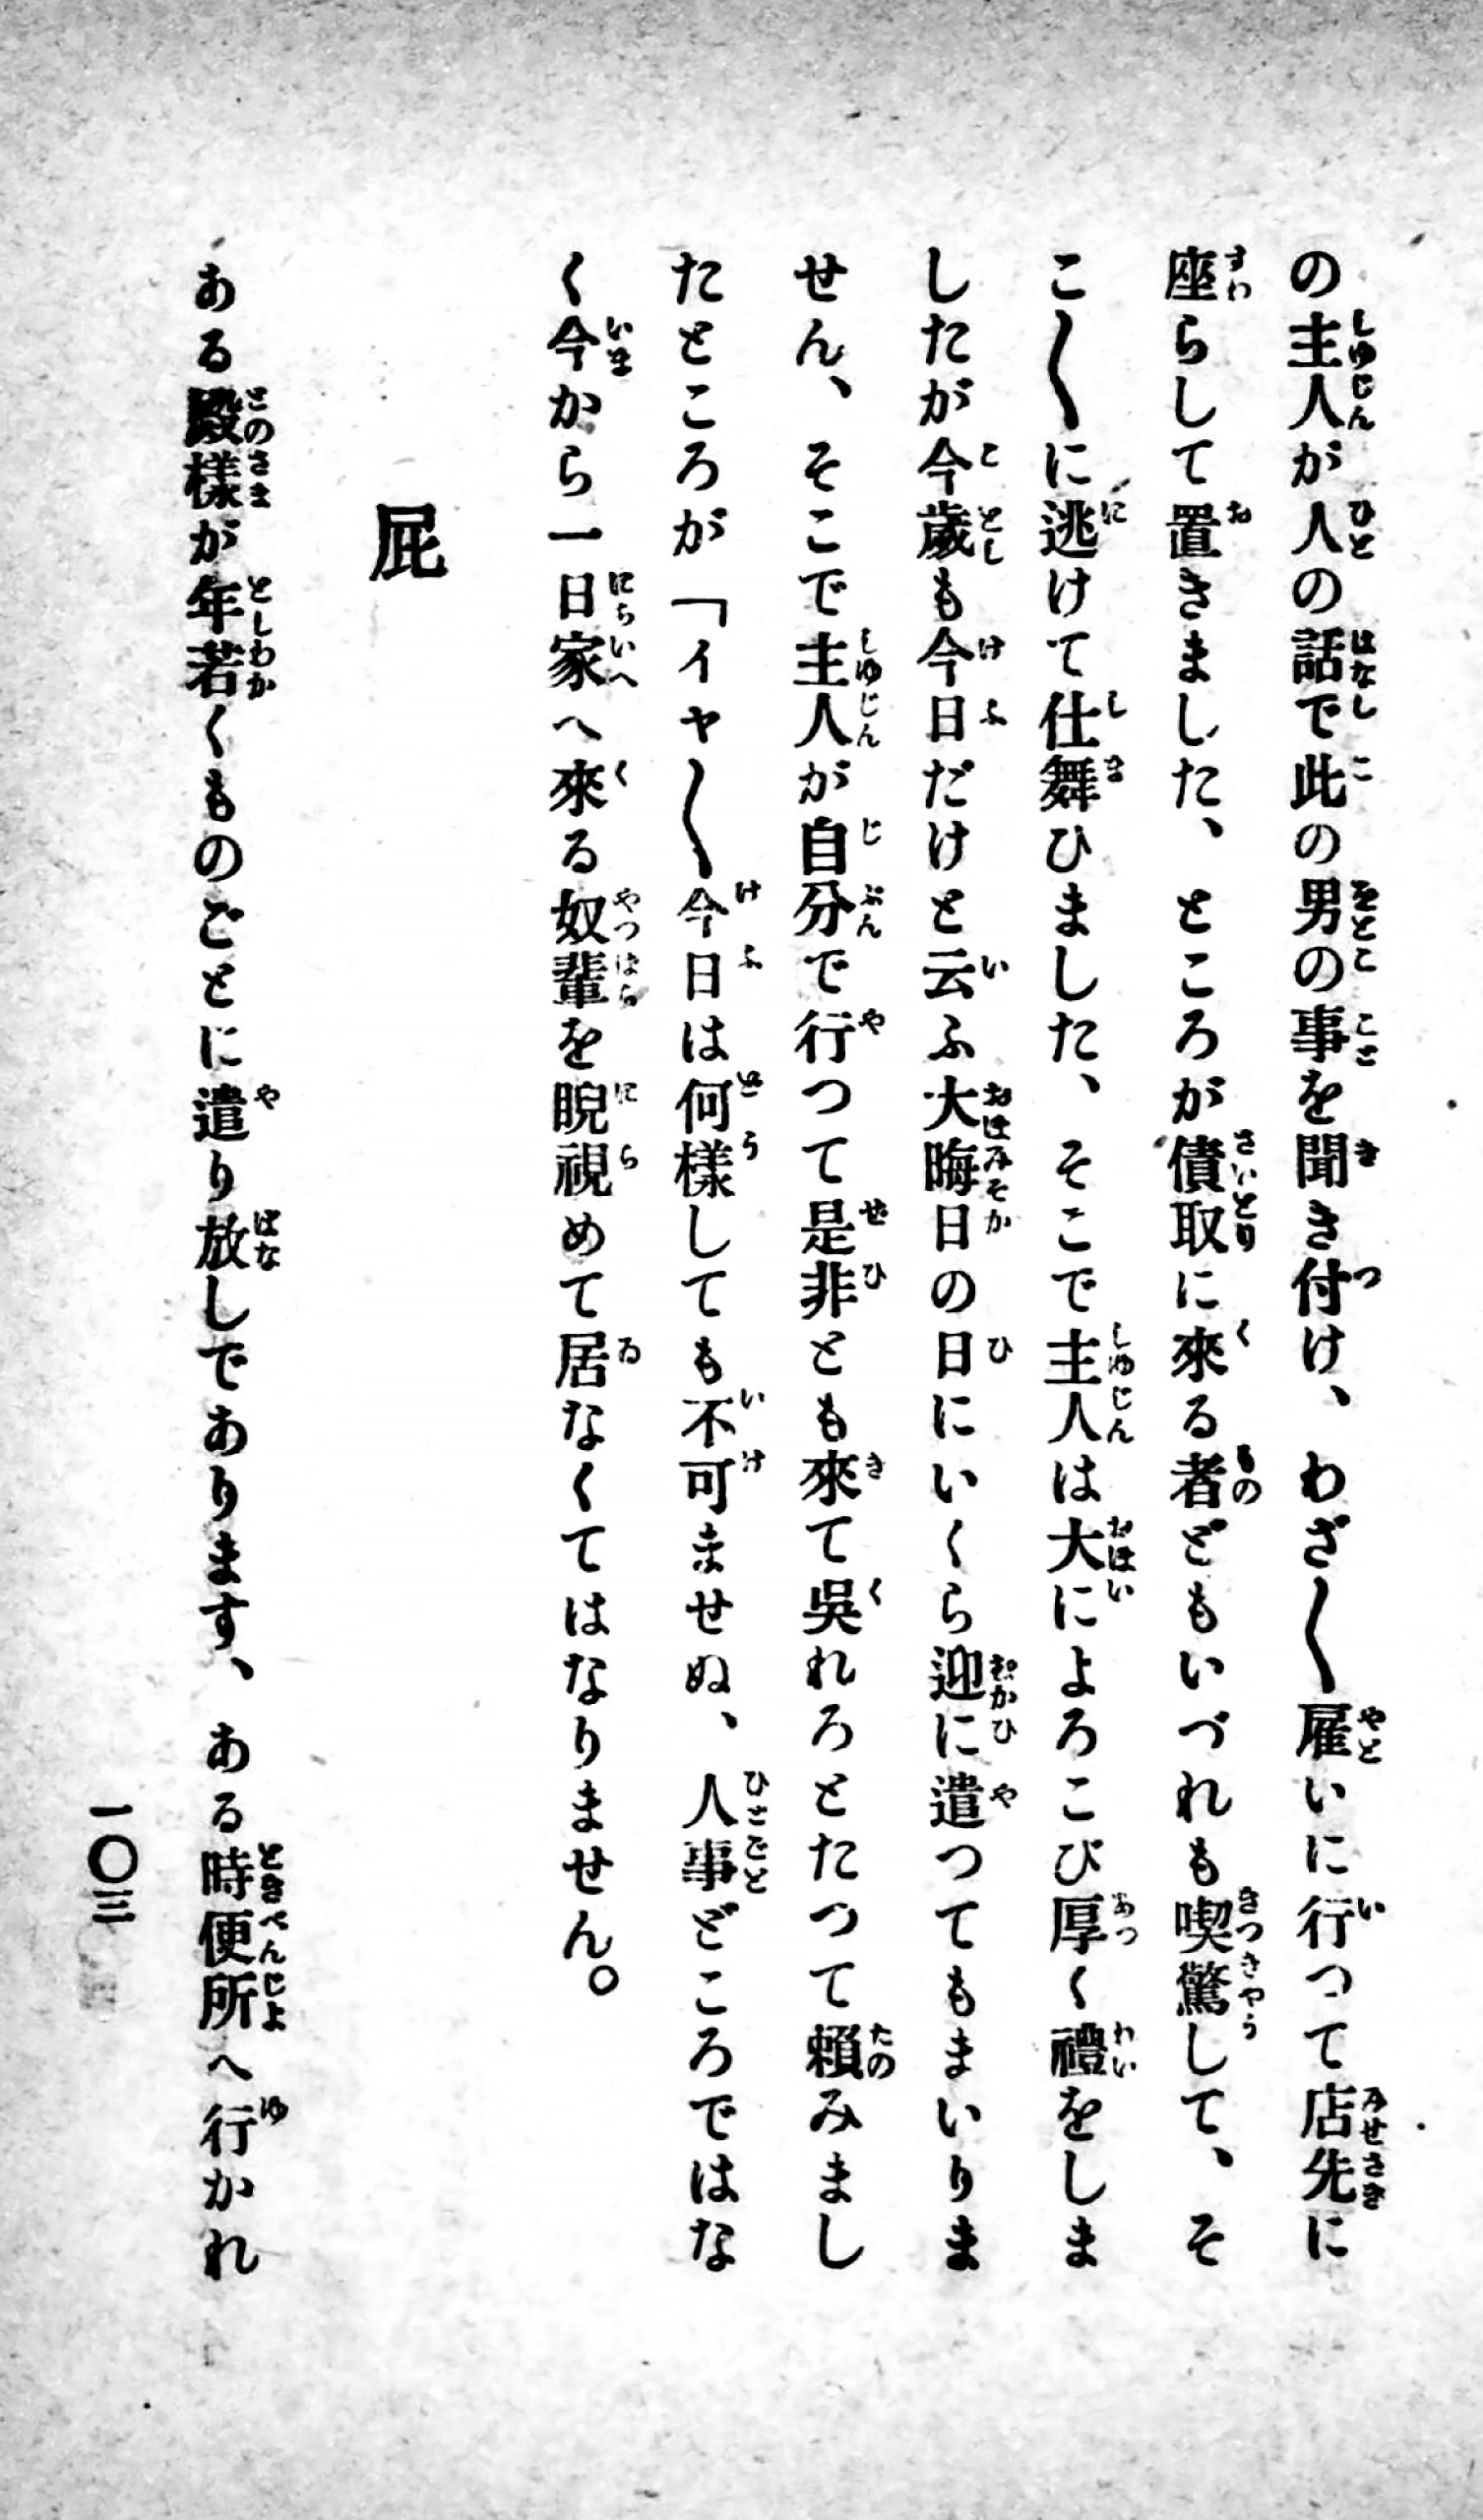 の主人が人の話で此の男の事を聞き付け、わざ〱雇いに行つて店先に
座らして置きました、ところが債取に來る者どもいづれも喫驚して、そ
こ〱に逃けて仕舞ひました、そこで主人は大によろこび厚く禮をしま
したが今歲も今日だけと云ふ大晦日の日にいくら迎に遣つてもまいりま
せん、そこで主人が自分で行つて是非とも來て吳れろとたつて賴みまし
たところが「イヤ〱今日は何樣しても不可ませぬ、人事どころではな
く今から一日家へ來る奴輩を睨視めて居なくてはなりません。
屁
ある殿樣が年若くものごとに遣り放しであります、ある時便所へ行かれ
一〇三